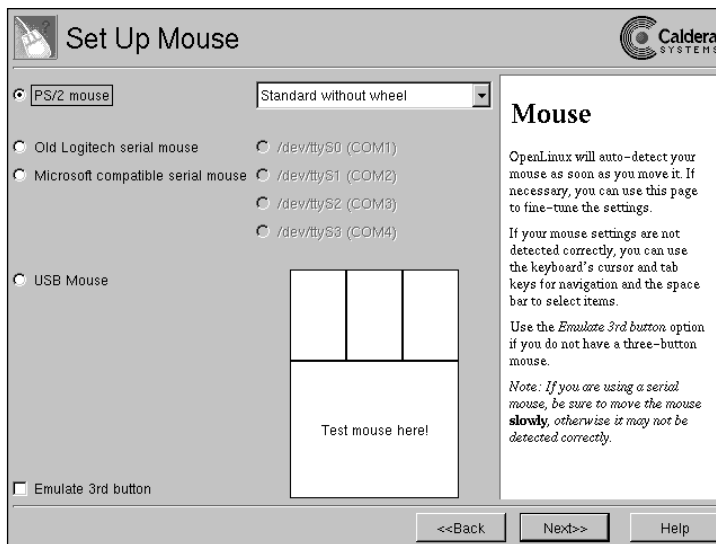 Set Up Mouse
Caldera
SYSTEMS
PS/2 mouse
Standard without wheel
Old Logitech serial mouse
/dev/ttyS0 (COM1)
Microsoft compatible serial mouse
/dev/ttyS1 (COM2)
/dev/ttyS2 (COM3)
/dev/ttyS3 (COM4)
USB Mouse
Test mouse here!
Emulate 3rd button
Mouse
OpenLinux will auto-detect your
mouse as soon as you move it. If
necessary, you can use this page
to fine-tune the settings.
If your mouse settings are not
detected correctly, you can use
the keyboard's cursor and tab
keys for navigation and the space
bar to select items.
Use the Emulate 3rd button option
if you do not have a three-button
mouse.
Note: If you are using a serial
mouse, be sure to move the mouse
slowly, otherwise it may not be
detected correctly.
<<Back
Next>>
Help